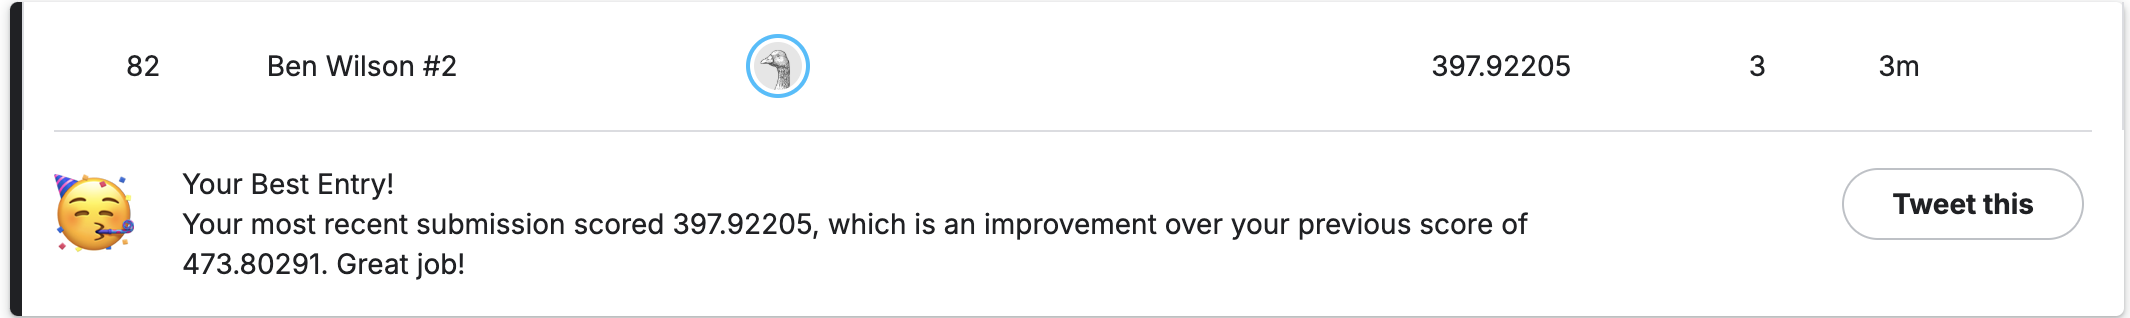 82 Ben Wilson #2 397.92205 3 3m
Your Best Entry!
Your most recent submission scored 397.92205, which is an improvement over your previous score of
473.80291. Great job!
Tweet this